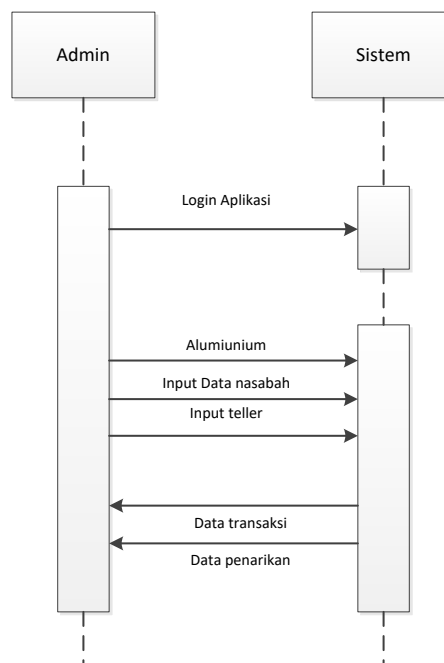 Admin
Sistem
Login Aplikasi
Alumiunium
Input Data nasabah
Input teller
Data transaksi
Data penarikan